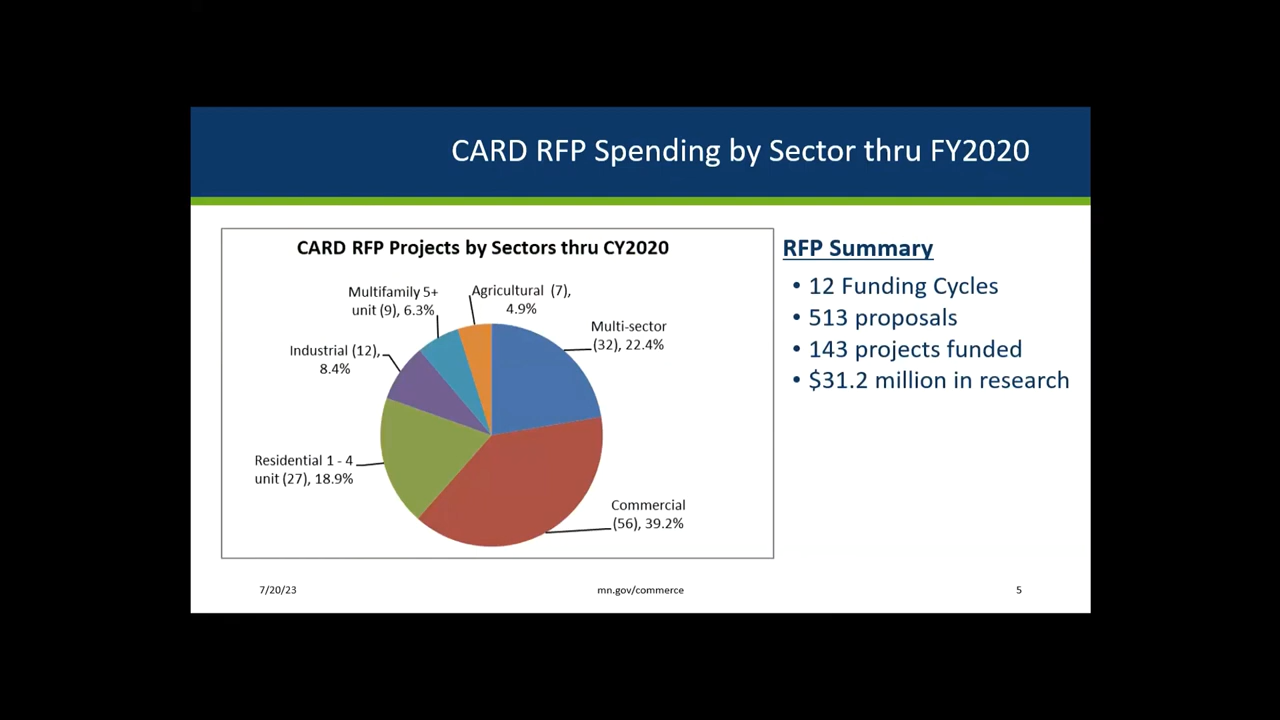 CARD RFP Spending by Sector thru FY2020
CARD RFP Projects by Sectors thru CY2020
Multifamily 5+
unit (9), 6.3%
Agricultural (7),
4.9%
Multi-sector
(32), 22.4%
Industrial (12),
8.4%
Residential 1 - 4
unit (27), 18.9%
Commercial
(56), 39.2%
RFP Summary
• 12 Funding Cycles
• 513 proposals
• 143 projects funded
• $31.2 million in research
7/20/23
mn.gov/commerce
5